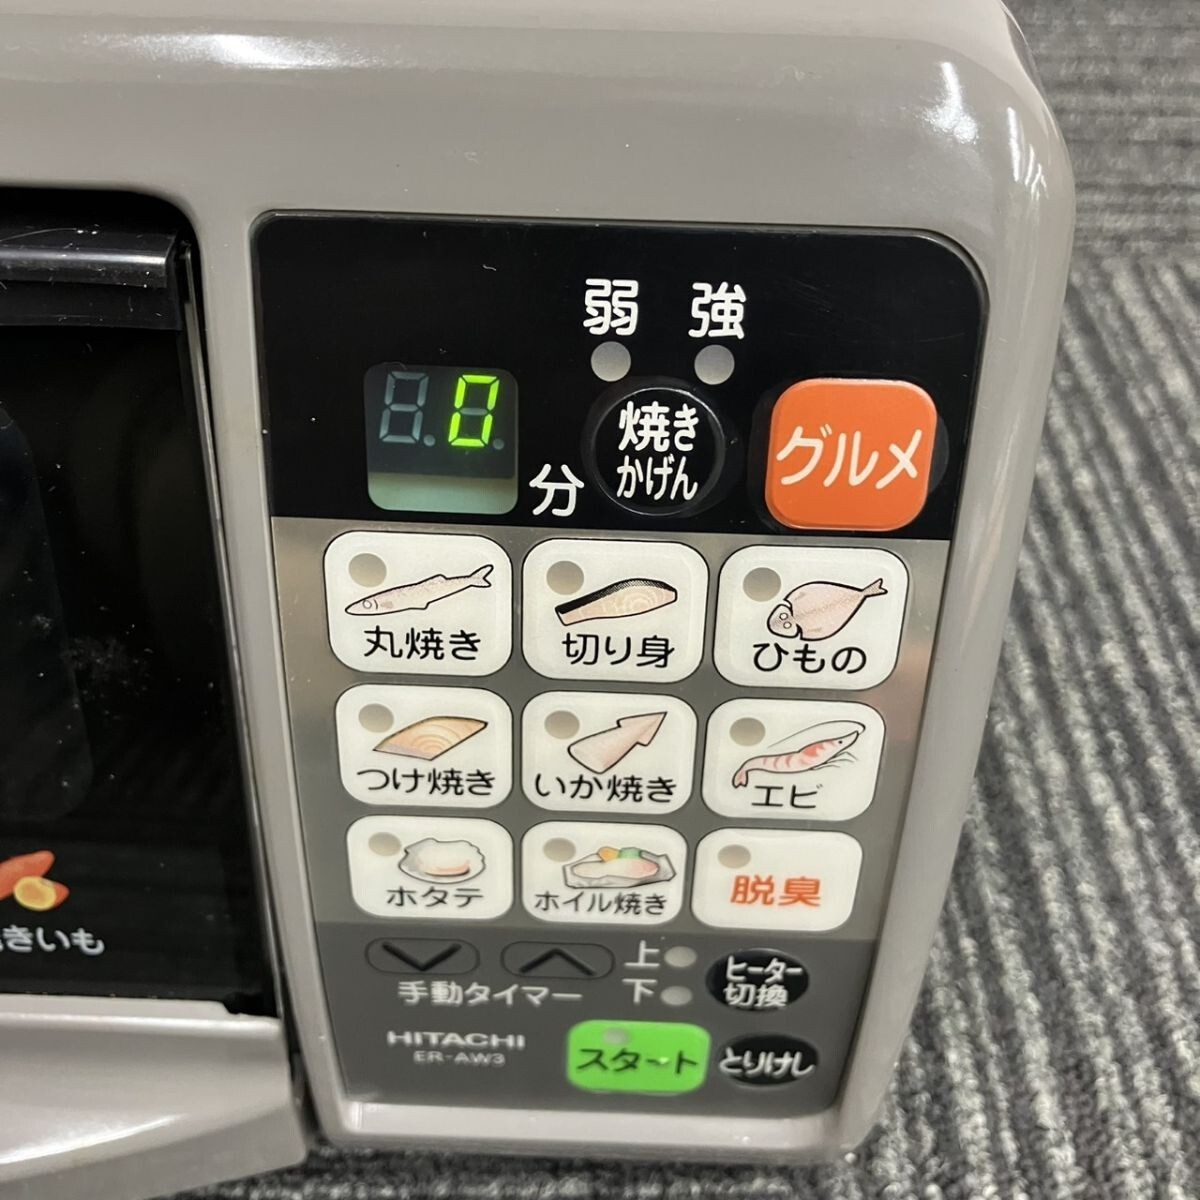 弱 強
0
分
焼き
かげん
グルメ
丸焼き
切り身
ひもの
つけ焼き
いか焼き
エビ
ホタテ
ホイル焼き
脱臭
きいも
手動タイマー
上
下
ヒーター
切換
HITACHI
ER-AW3
スタート
とりけし